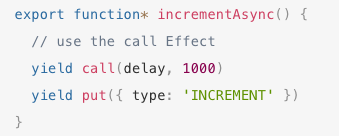 export function* incrementAsync() {
  // use the call Effect
  yield call(delay, 1000)
  yield put({ type: 'INCREMENT' })
}